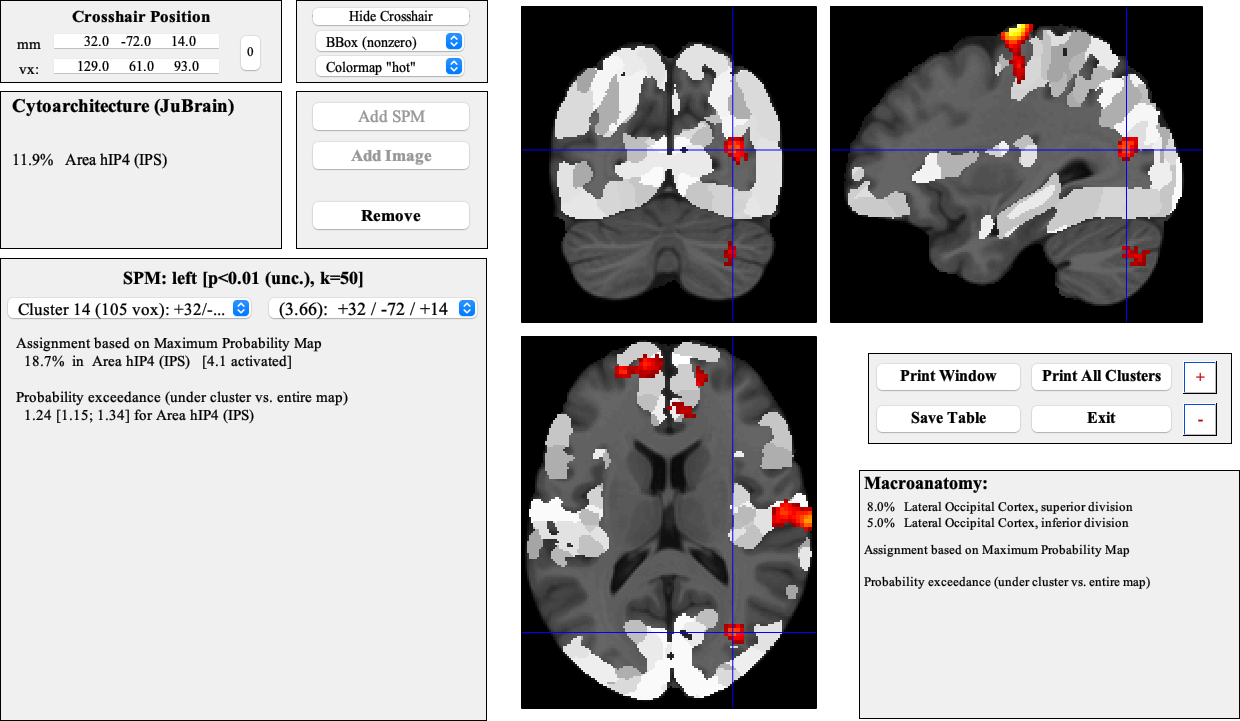 Crosshair Position
mm 32.0 -72.0 14.0
vx: 129.0 61.0 93.0
0
Hide Crosshair
BBox (nonzero)
Colormap "hot"
Cytoarchitecture (JuBrain)
11.9% Area hIP4 (IPS)
Add SPM
Add Image
Remove
SPM: left [p<0.01 (unc.), k=50]
Cluster 14 (105 vox): +32/-...
(3.66): +32 / -72 / +14
Assignment based on Maximum Probability Map
18.7% in Area hIP4 (IPS) [4.1 activated]
Probability exceedance (under cluster vs. entire map)
1.24 [1.15; 1.34] for Area hIP4 (IPS)
Print Window
Print All Clusters
+
Save Table
Exit
-
Macroanatomy:
8.0% Lateral Occipital Cortex, superior division
5.0% Lateral Occipital Cortex, inferior division
Assignment based on Maximum Probability Map
Probability exceedance (under cluster vs. entire map)